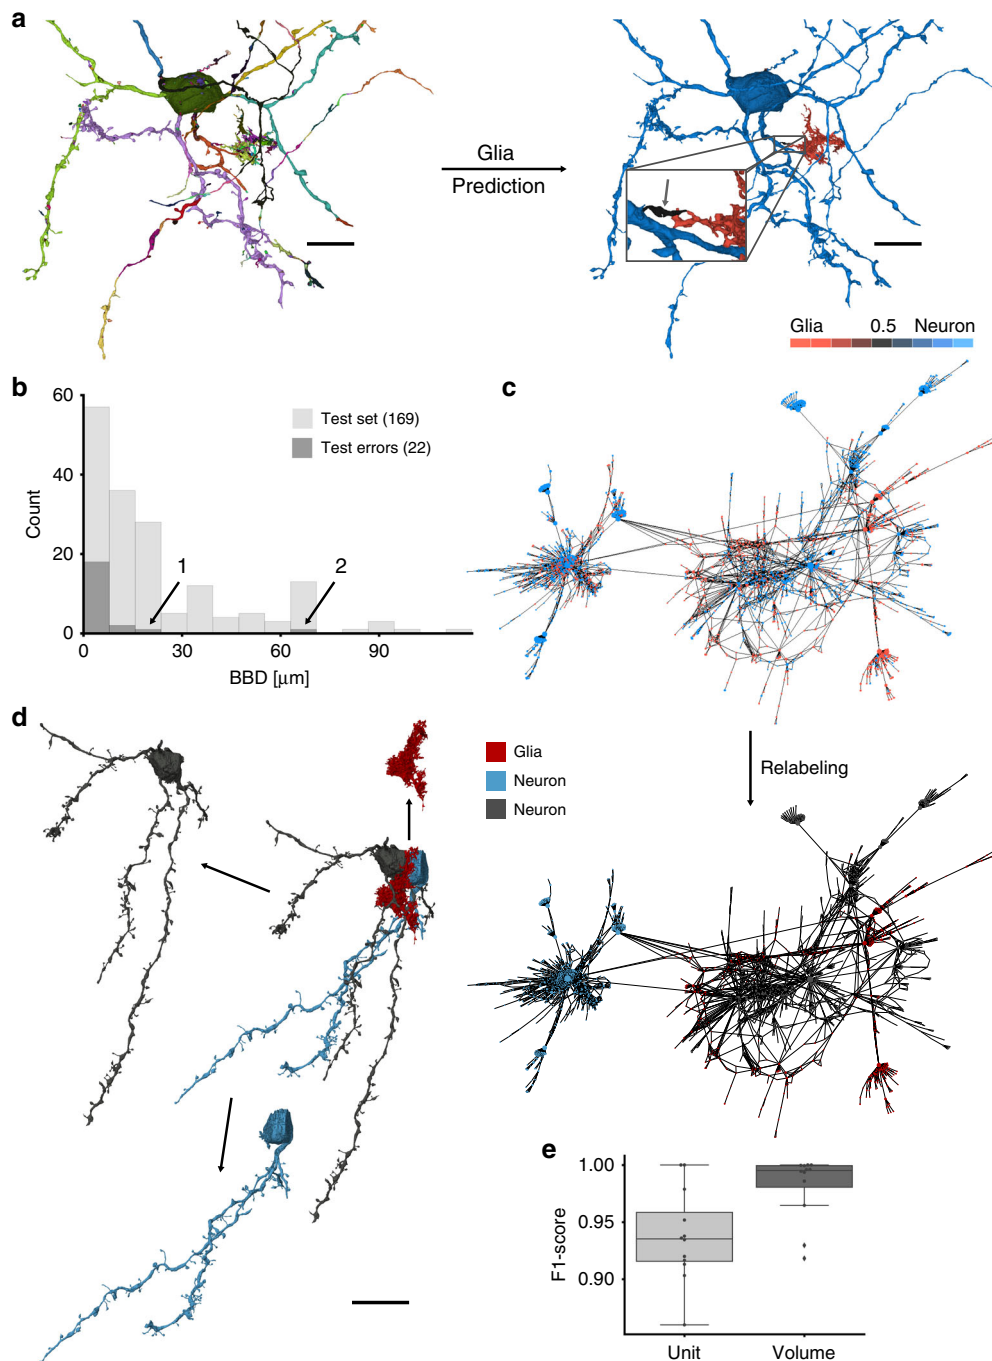 a
Glia
Prediction
Glia 0.5 Neuron
b
60
40
20
0
Count
Test set (169)
Test errors (22)
1
2
0 30 60 90
BBD [μm]
c
d
Glia
Neuron
Neuron
Relabeling
e
1.00
0.95
0.90
F1-score
Unit Volume